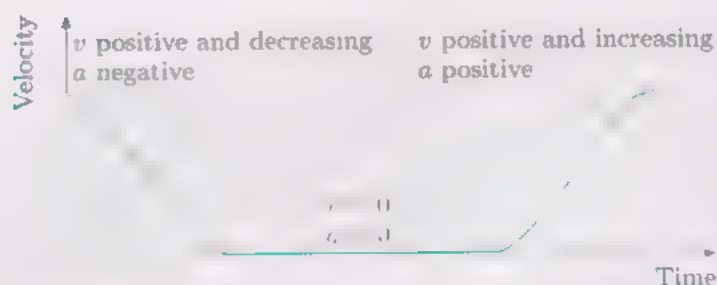 Velocity
v positive and decreasing
a negative
v positive and increasing
a positive
Time